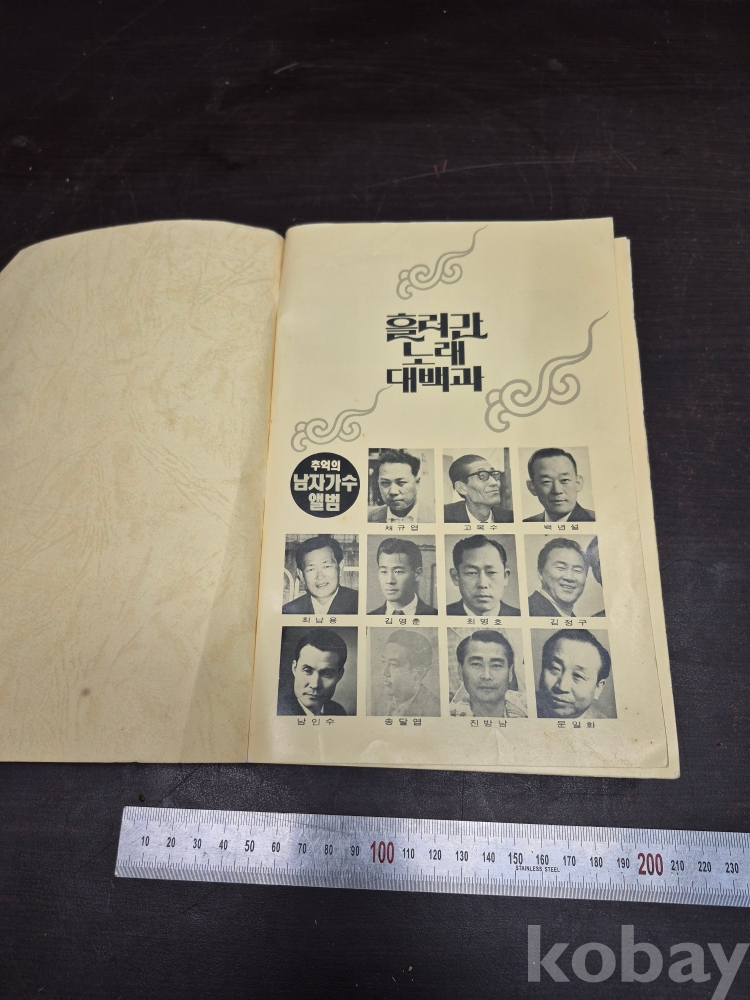 흘러간
노래
대백과
추억의
남자가수
앨범
채규엽 고복수 백년설
최남용 김영춘 최명호 김정구
남인수 송달협 진방남 문일화
10 20 30 40 50 60 70 80 90 100 110 120 130 140 150 160 170 180 190 200 210 220 230
STAINLESS STEEL
kobay